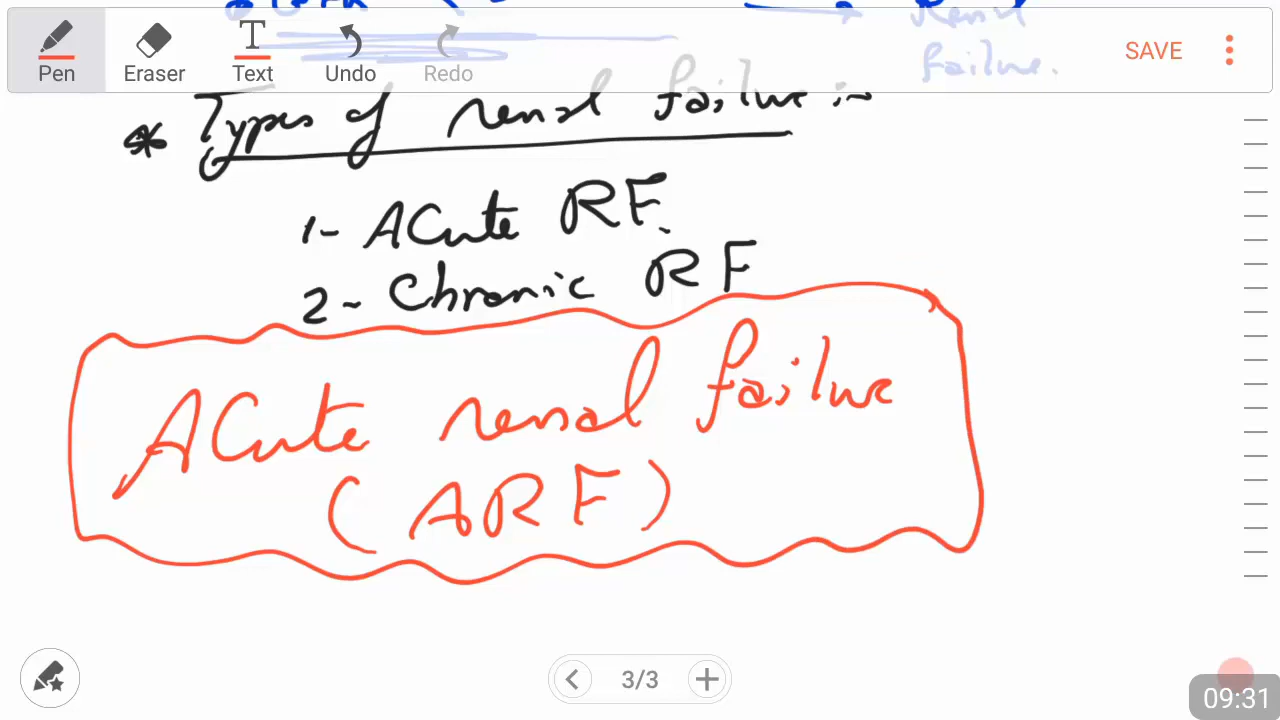 Renal
failure.
Pen Eraser Text Undo Redo SAVE
* Types of renal failure :-
1- Acute RF.
2- Chronic RF
Acute renal failure
(ARF)
3/3
09:31